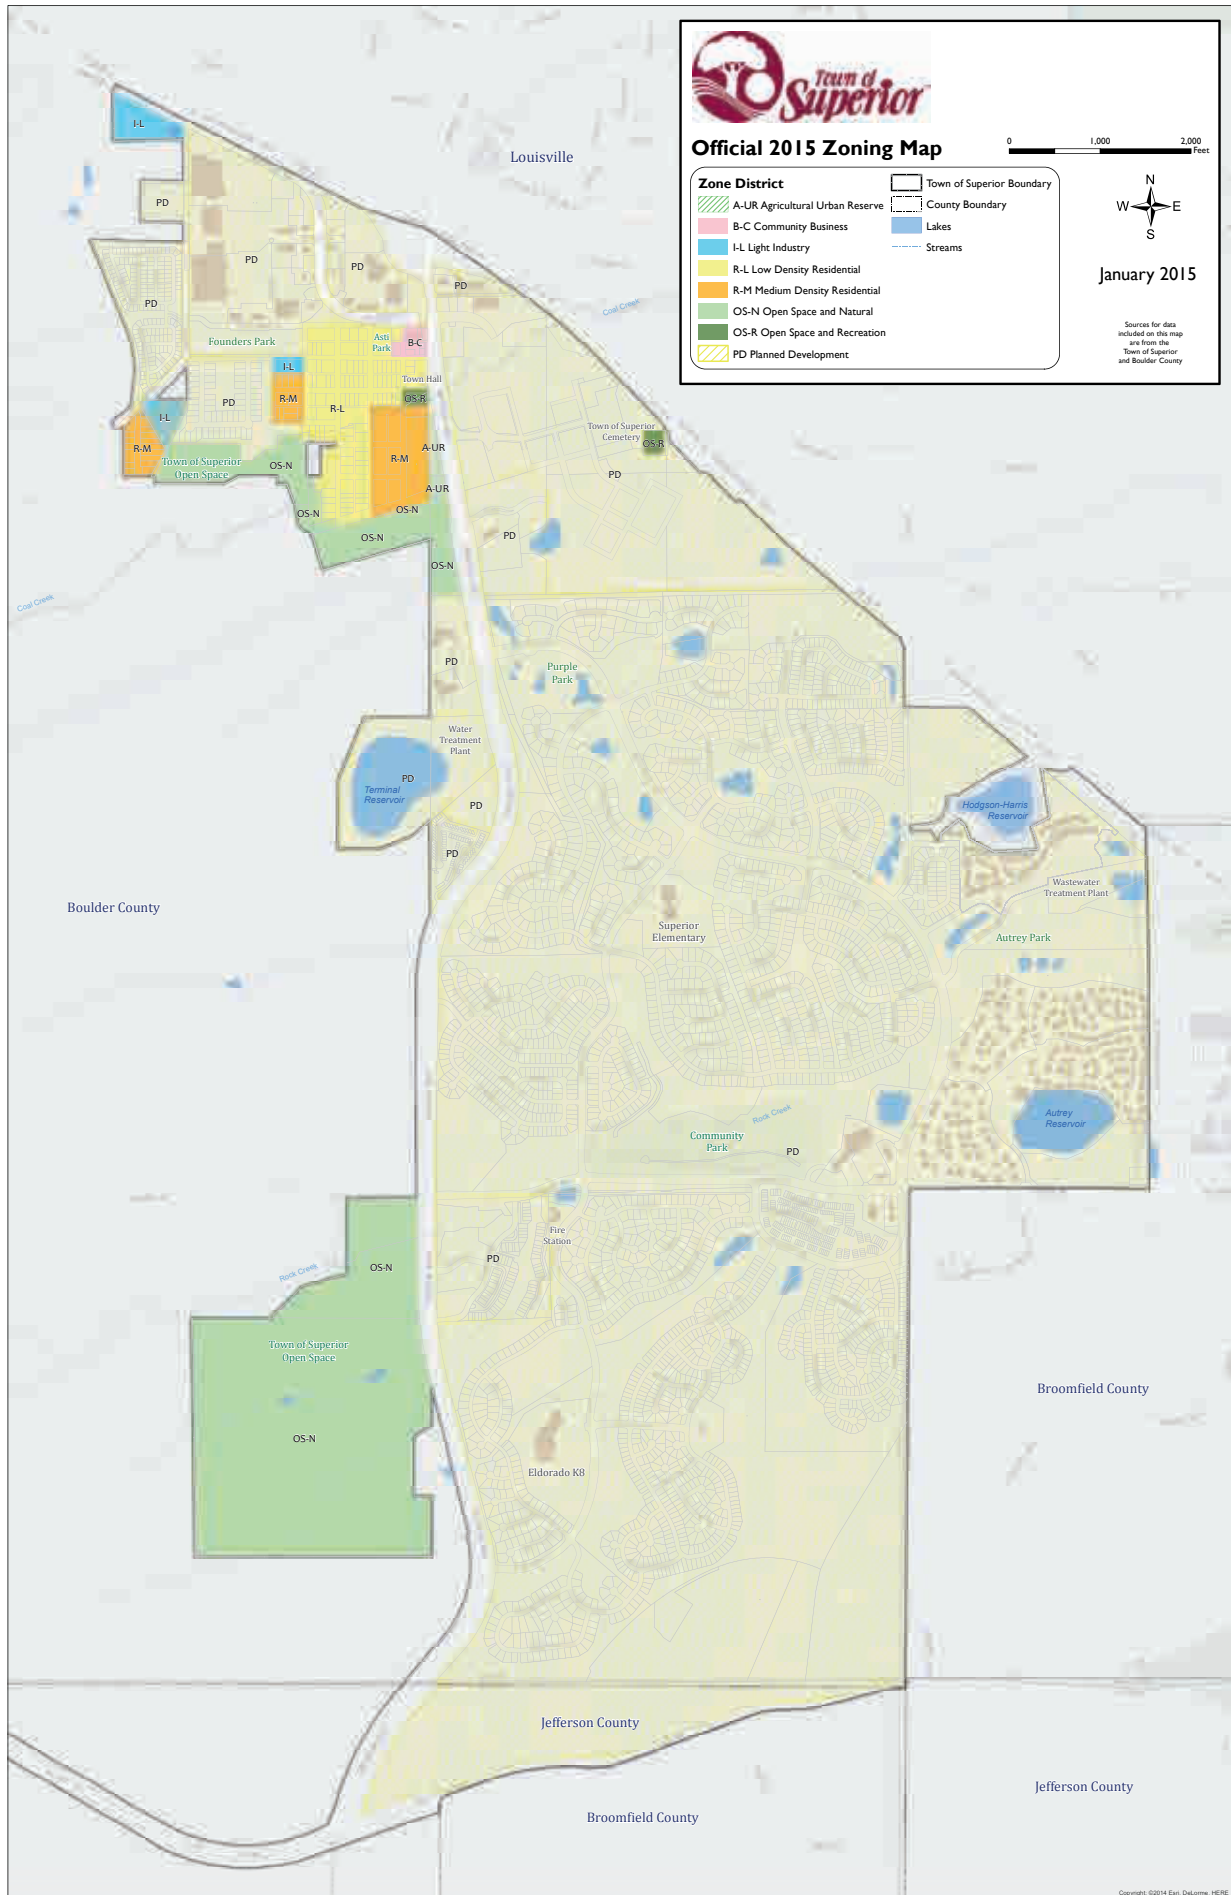 Town of
Superior
Official 2015 Zoning Map
0 1,000 2,000
Feet
Zone District
A-UR Agricultural Urban Reserve
B-C Community Business
I-L Light Industry
R-L Low Density Residential
R-M Medium Density Residential
OS-N Open Space and Natural
OS-R Open Space and Recreation
PD Planned Development
Town of Superior Boundary
County Boundary
Lakes
Streams
N
W E
S
January 2015
Sources for data
included on this map
are from the
Town of Superior
and Boulder County
I-L
Louisville
PD
PD
PD
PD
PD
Coal Creek
Founders Park
Asti
Park
B-C
I-L
Town Hall
R-M
PD
R-L
OS-R
I-L
Town of Superior
Cemetery
OS-R
R-M
A-UR
R-M
Town of Superior
Open Space
OS-N
PD
A-UR
OS-N
OS-N
OS-N
PD
OS-N
Coal Creek
PD
Purple
Park
Water
Treatment
Plant
PD
Terminal
Reservoir
PD
Hodgson-Harris
Reservoir
PD
Wastewater
Treatment Plant
Boulder County
Superior
Elementary
Autrey Park
Rock Creek
Autrey
Reservoir
Community
Park
PD
Fire
Station
PD
OS-N
Rock Creek
Town of Superior
Open Space
Broomfield County
OS-N
Eldorado K8
Jefferson County
Jefferson County
Broomfield County
Copyright: ©2014 Esri, DeLorme, HERE